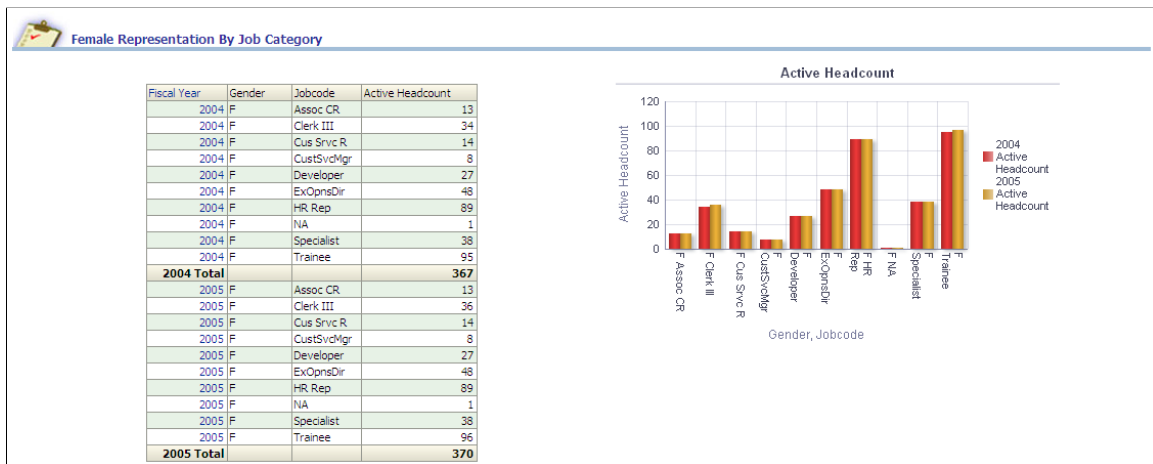 Female Representation By Job Category
Fiscal Year Gender Jobcode Active Headcount
2004 F Assoc CR 13
2004 F Clerk III 34
2004 F Cus Srvc R 14
2004 F CustSvcMgr 8
2004 F Developer 27
2004 F ExOpnsDir 48
2004 F HR Rep 89
2004 F NA 1
2004 F Specialist 38
2004 F Trainee 95
2004 Total 367
2005 F Assoc CR 13
2005 F Clerk III 36
2005 F Cus Srvc R 14
2005 F CustSvcMgr 8
2005 F Developer 27
2005 F ExOpnsDir 48
2005 F HR Rep 89
2005 F NA 1
2005 F Specialist 38
2005 F Trainee 96
2005 Total 370
Active Headcount
Active Headcount
120
100
80
60
40
20
0
F Assoc CR
F Clerk III
F Cus Srvc R
F
CustSvcMgr
F
Developer
F
ExOpnsDir
F HR
Rep
F NA
F
Specialist
F
Trainee
Gender, Jobcode
2004
Active
Headcount
2005
Active
Headcount